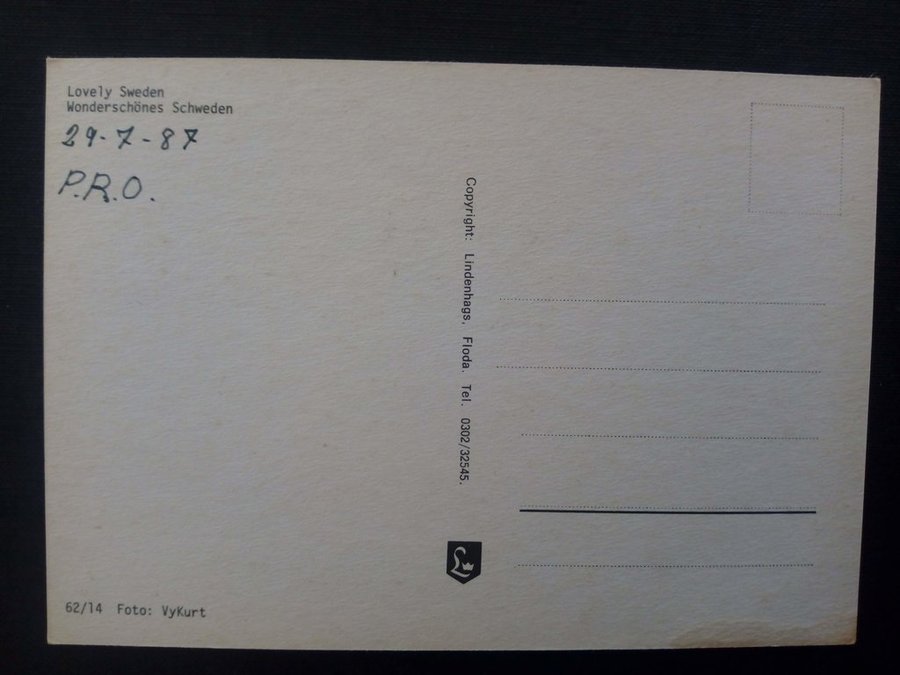 Lovely Sweden
Wonderschönes Schweden
29-7-87
P.R.O.
Copyright: Lindenhags, Floda. Tel. 0302/32545.
L
62/14 Foto: VyKurt